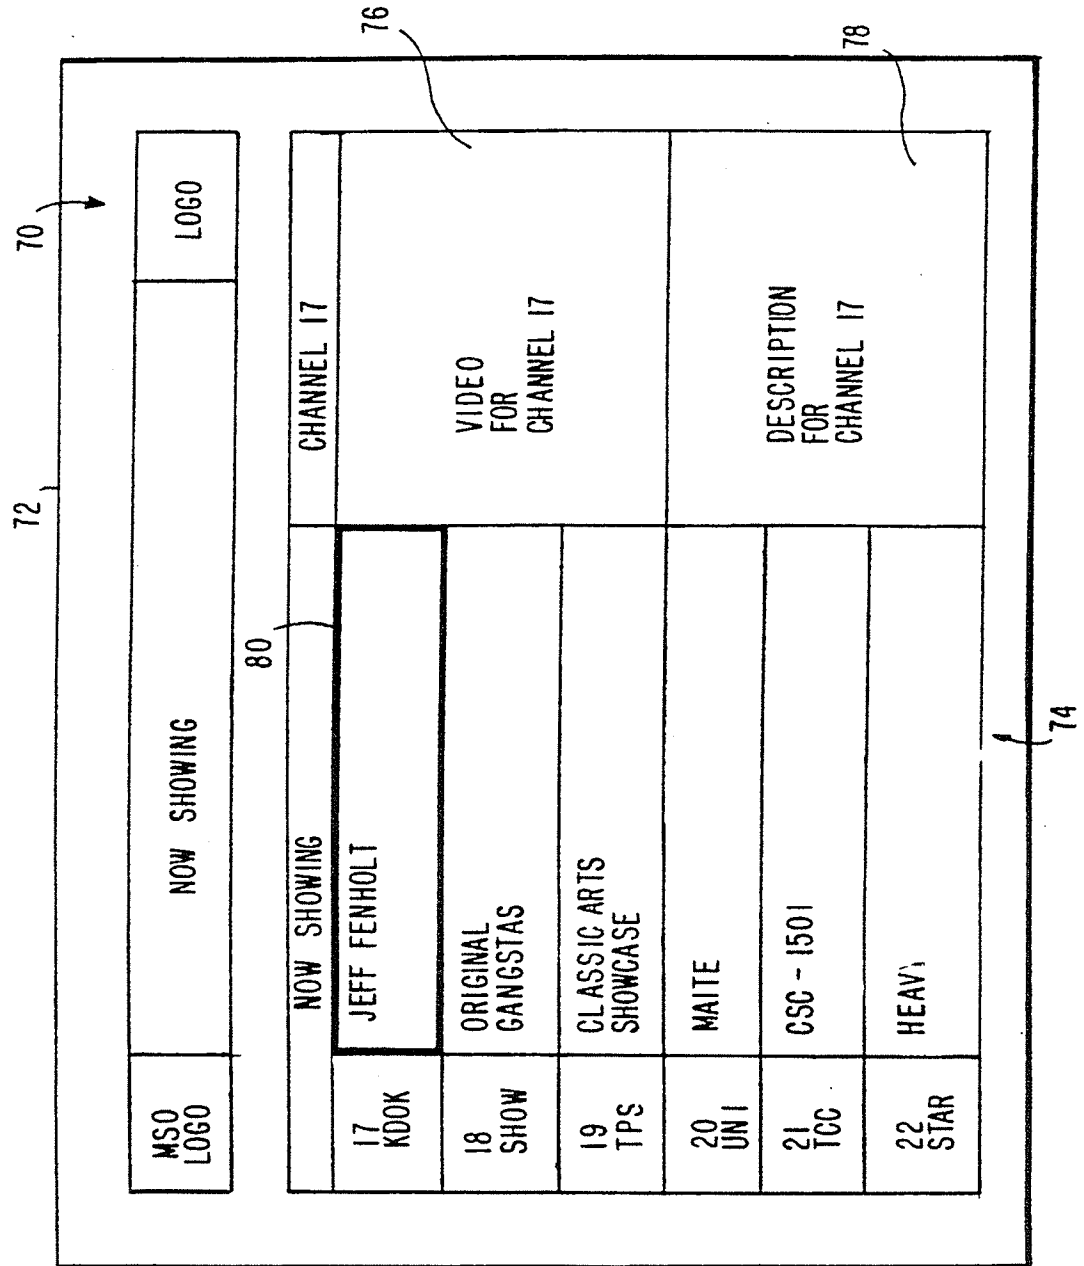 70
72
MSO
LOGO
NOW SHOWING
LOGO
80
NOW SHOWING
CHANNEL 17
17
KDOK
JEFF FENHOLT
VIDEO
FOR
CHANNEL 17
76
18
SHOW
ORIGINAL
GANGSTAS
19
TPS
CLASSIC ARTS
SHOWCASE
20
UNI
MAITE
DESCRIPTION
FOR
CHANNEL 17
78
21
TCC
CSC - 1501
22
STAR
74